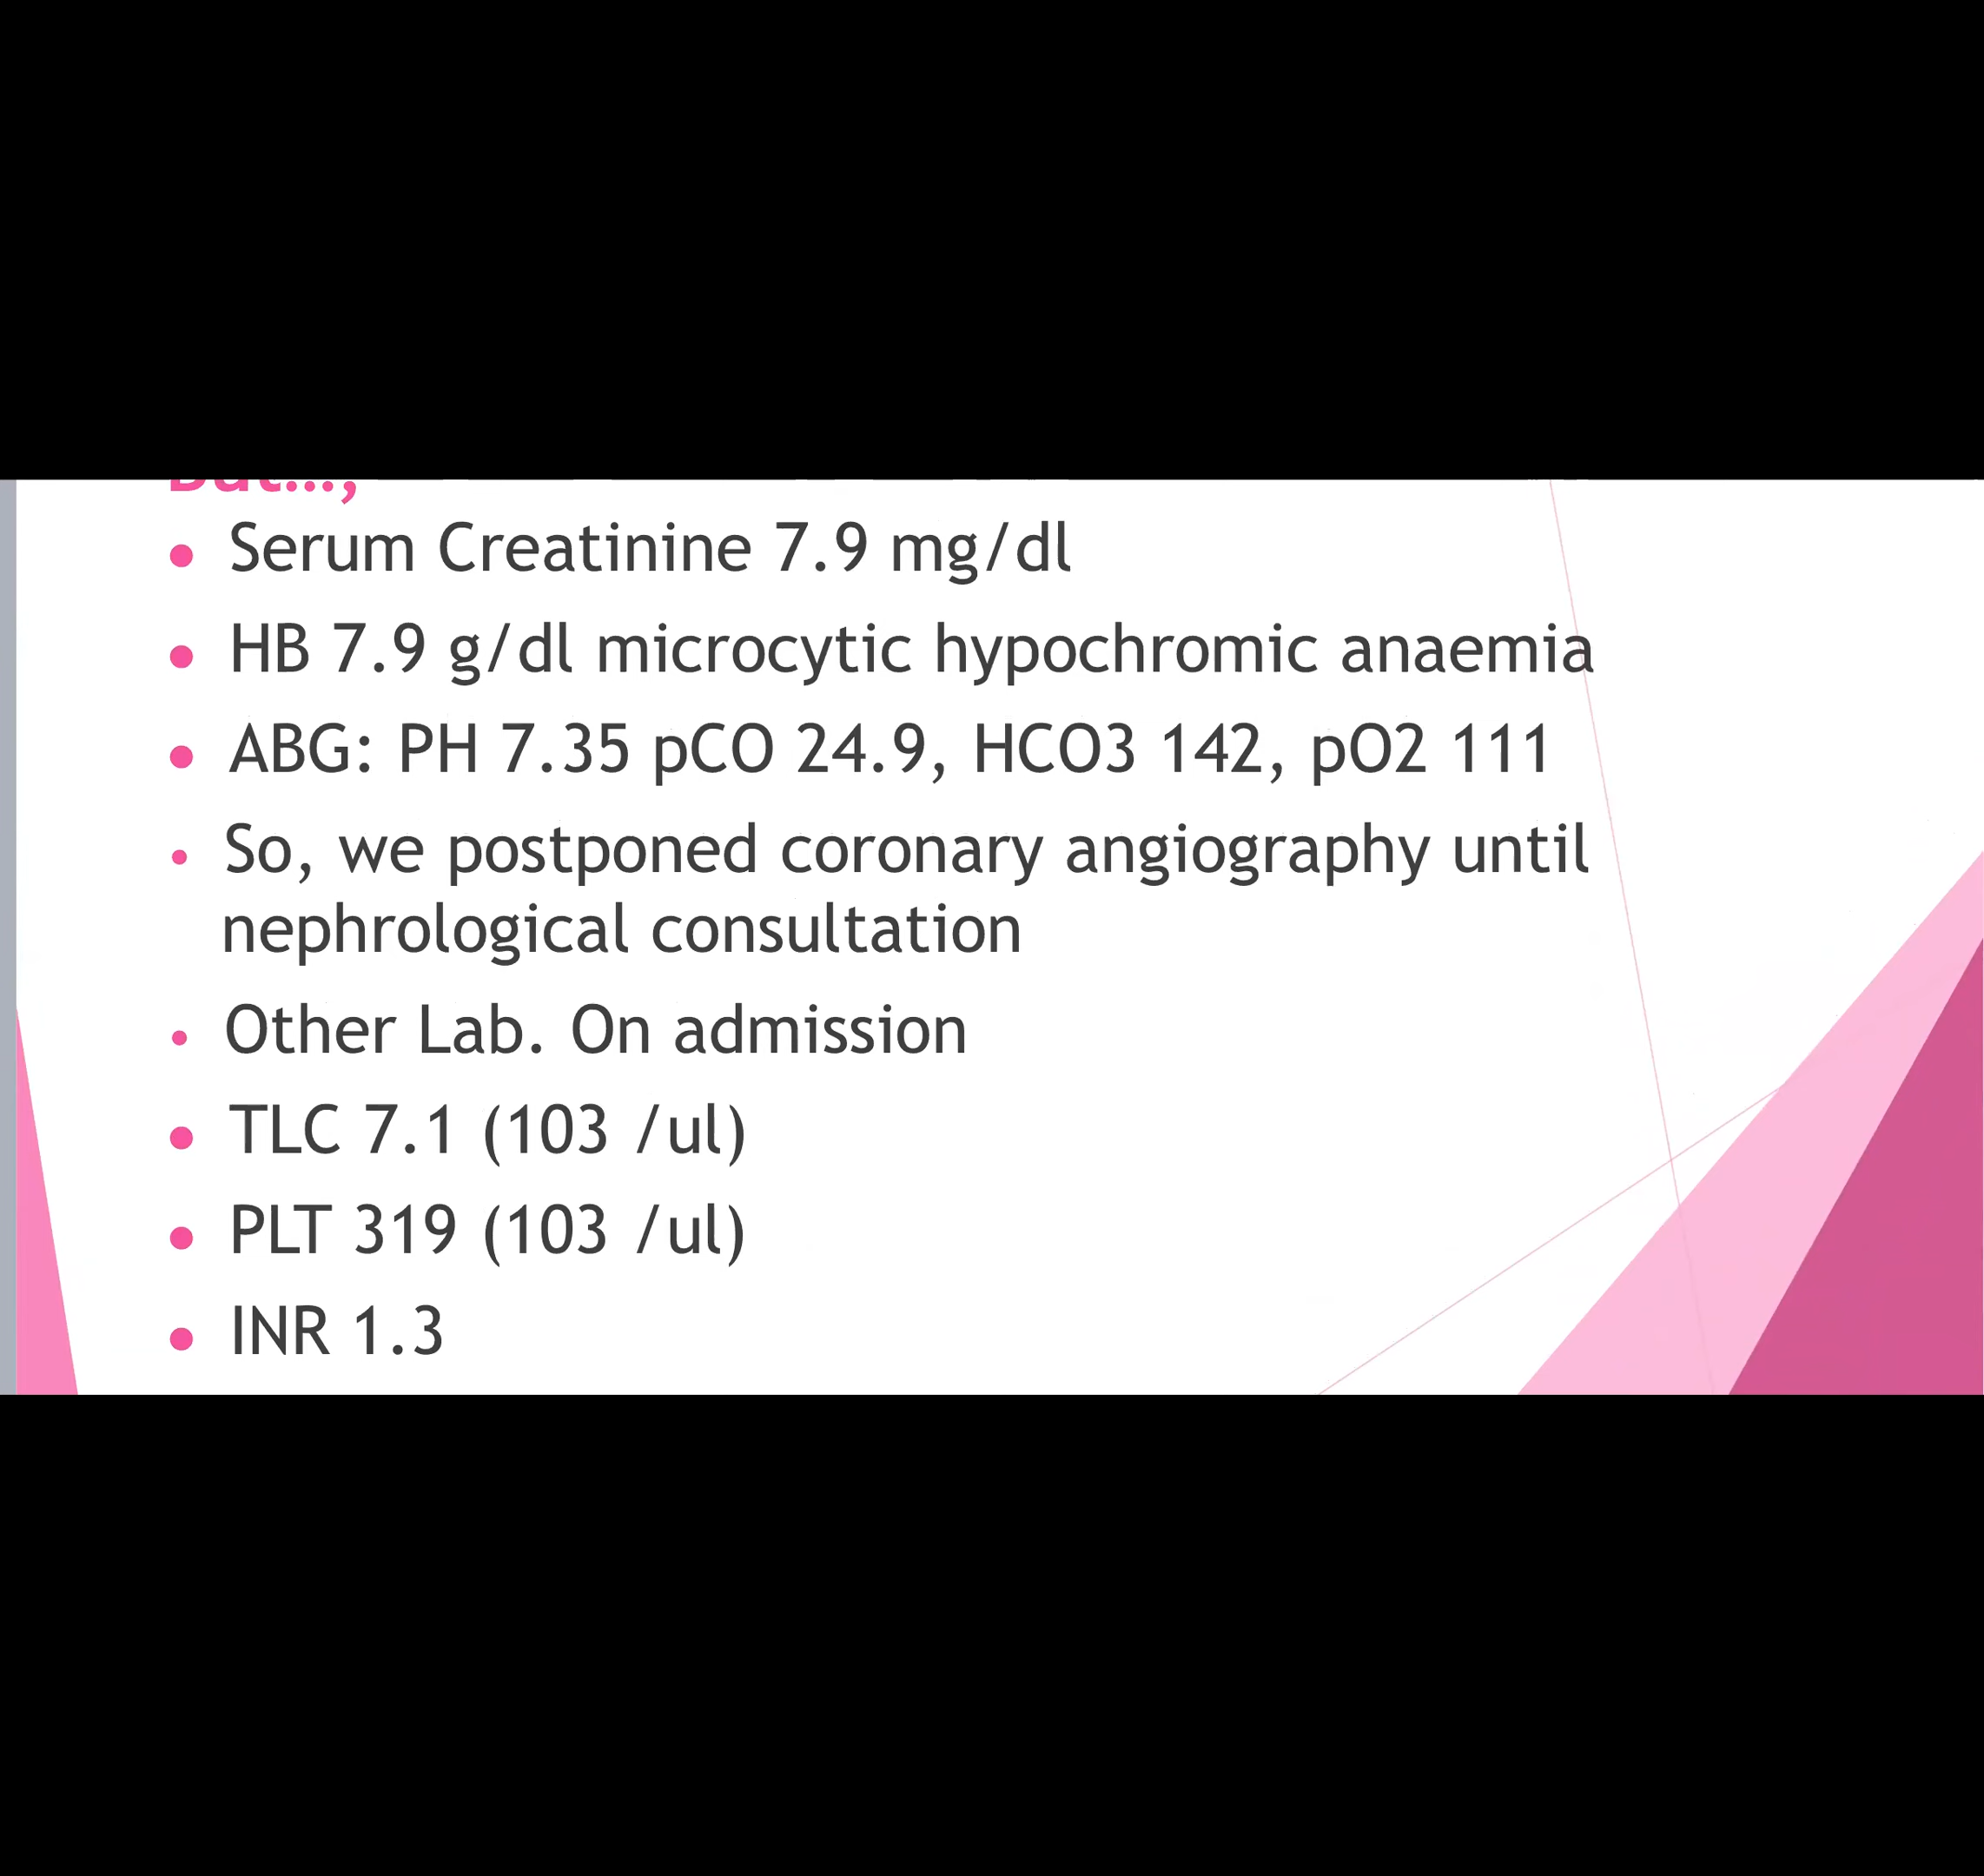 But...,
Serum Creatinine 7.9 mg/dl
HB 7.9 g/dl microcytic hypochromic anaemia
ABG: PH 7.35 pCO 24.9, HCO3 142, pO2 111
So, we postponed coronary angiography until
nephrological consultation
Other Lab. On admission
TLC 7.1 (103 /ul)
PLT 319 (103 /ul)
INR 1.3